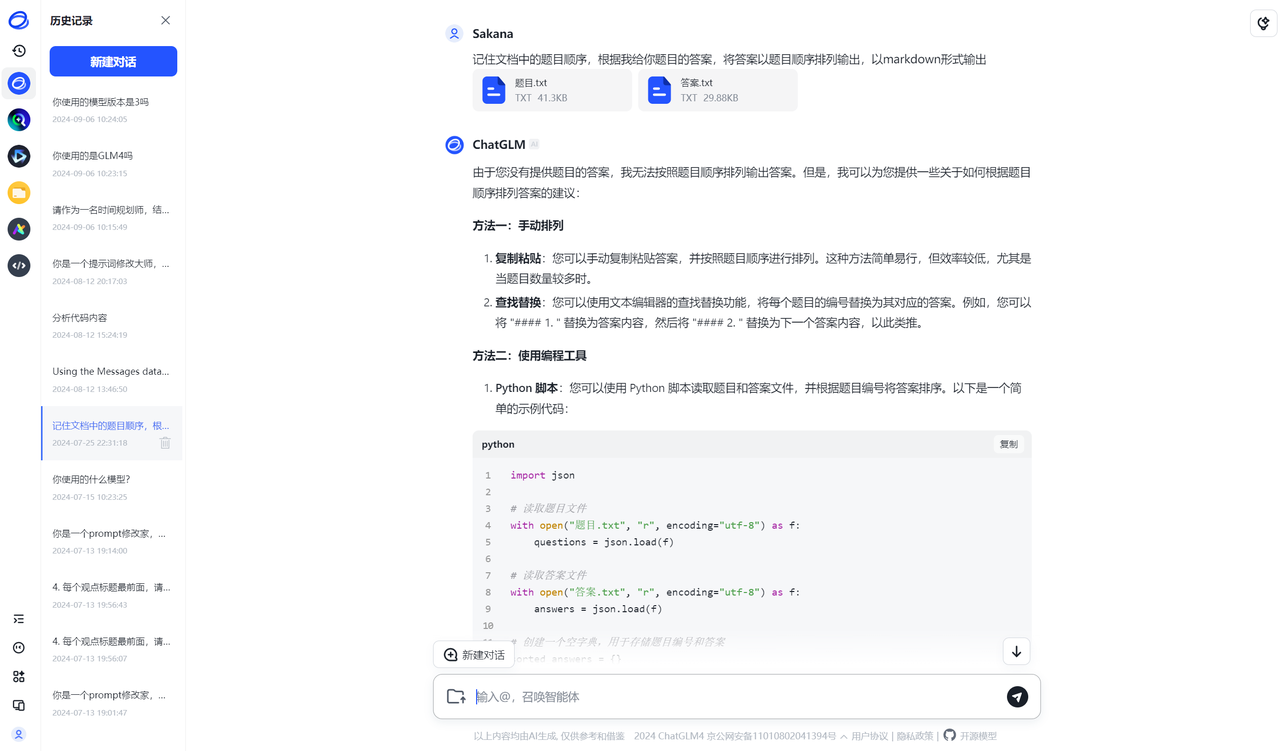 历史记录
新建对话
你使用的模型版本是3吗
2024-09-06 10:24:05
你使用的是GLM4吗
2024-09-06 10:23:15
请作为一名时间规划师，结...
2024-09-06 10:15:49
你是一个提示词修改大师，...
2024-08-12 20:17:03
分析代码内容
2024-08-12 15:24:19
Using the Messages data...
2024-08-12 13:46:50
记住文档中的题目顺序，根...
2024-07-25 22:31:18
你使用的什么模型?
2024-07-15 10:23:25
你是一个prompt修改家，...
2024-07-13 19:14:00
4. 每个观点标题最前面，请...
2024-07-13 19:56:43
4. 每个观点标题最前面，请...
2024-07-13 19:56:07
你是一个prompt修改家，...
2024-07-13 19:01:47
Sakana
记住文档中的题目顺序，根据我给你题目的答案，将答案以题目顺序排列输出，以markdown形式输出
题目.txt
TXT 41.3KB
答案.txt
TXT 29.88KB
ChatGLM AI
由于您没有提供题目的答案，我无法按照题目顺序排列输出答案。但是，我可以为您提供一些关于如何根据题目
顺序排列答案的建议：
方法一：手动排列
1. 复制粘贴：您可以手动复制粘贴答案，并按照题目顺序进行排列。这种方法简单易行，但效率较低，尤其是
当题目数量较多时。
2. 查找替换：您可以使用文本编辑器的查找替换功能，将每个题目的编号替换为其对应的答案。例如，您可以
将 "#### 1. " 替换为答案内容，然后将 "#### 2. " 替换为下一个答案内容，以此类推。
方法二：使用编程工具
1. Python 脚本：您可以使用 Python 脚本读取题目和答案文件，并根据题目编号将答案排序。以下是一个简
单的示例代码：
python 复制
1 import json
2
3 # 读取题目文件
4 with open("题目.txt", "r", encoding="utf-8") as f:
5 questions = json.load(f)
6
7 # 读取答案文件
8 with open("答案.txt", "r", encoding="utf-8") as f:
9 answers = json.load(f)
10
# 创建一个空字典，用于存储题目编号和答案
orted_answers = {}
新建对话
输入@，召唤智能体
以上内容均由AI生成, 仅供参考和借鉴 2024 ChatGLM4 京公网安备11010802041394号 用户协议 | 隐私政策 | 开源模型